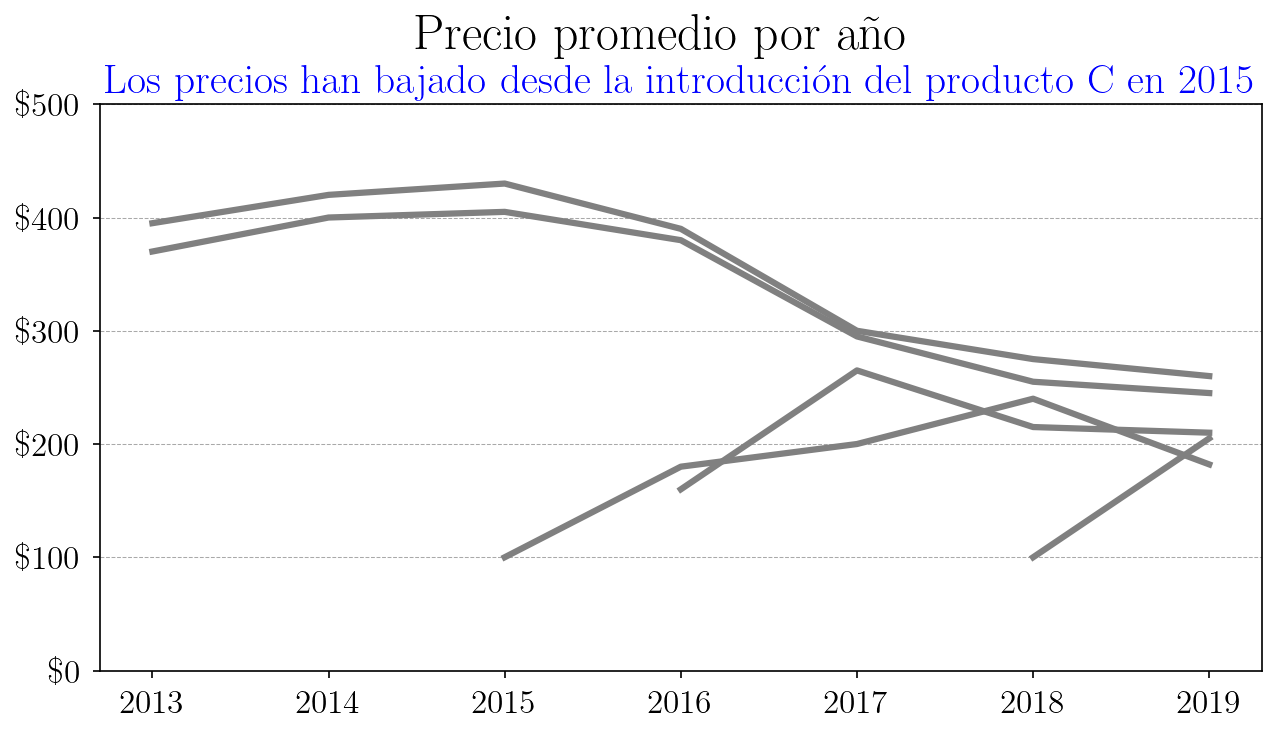 Precio promedio por año
Los precios han bajado desde la introducción del producto C en 2015
$500
$400
$300
$200
$100
$0
2013 2014 2015 2016 2017 2018 2019